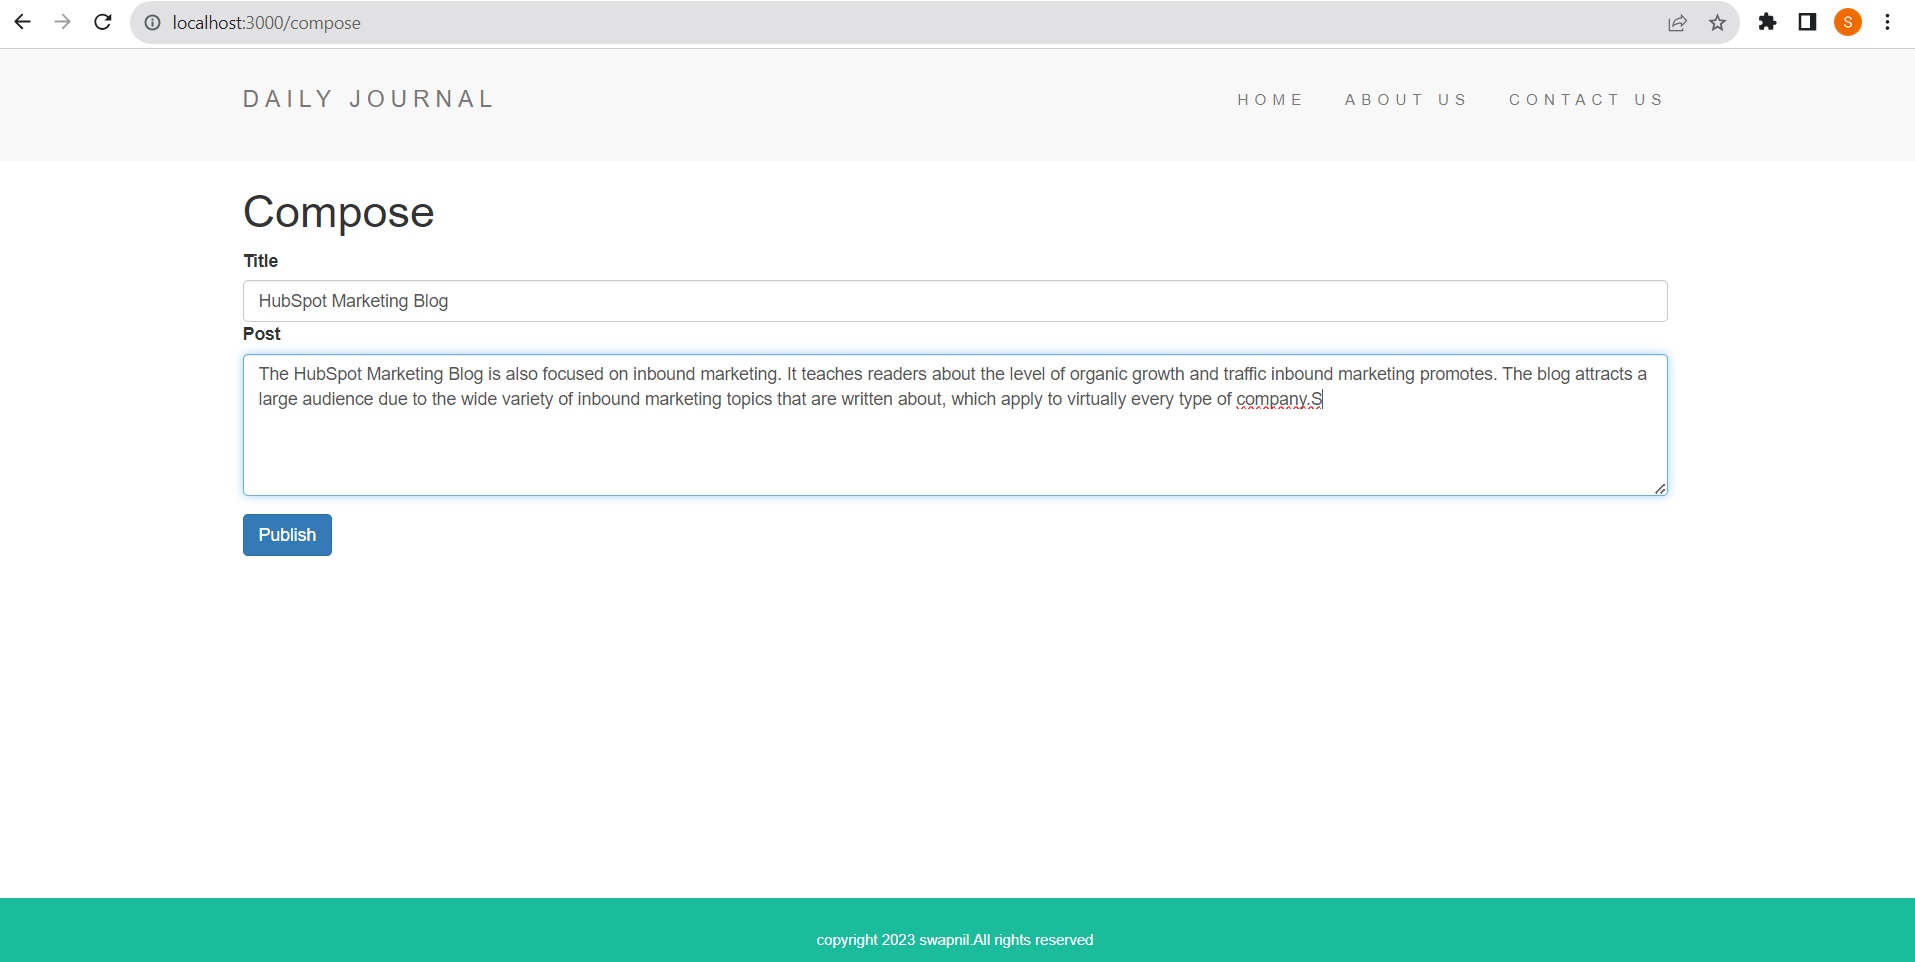 localhost:3000/compose
S
DAILY JOURNAL
HOME ABOUT US CONTACT US
Compose
Title
HubSpot Marketing Blog
Post
The HubSpot Marketing Blog is also focused on inbound marketing. It teaches readers about the level of organic growth and traffic inbound marketing promotes. The blog attracts a
large audience due to the wide variety of inbound marketing topics that are written about, which apply to virtually every type of company.S
Publish
copyright 2023 swapnil.All rights reserved